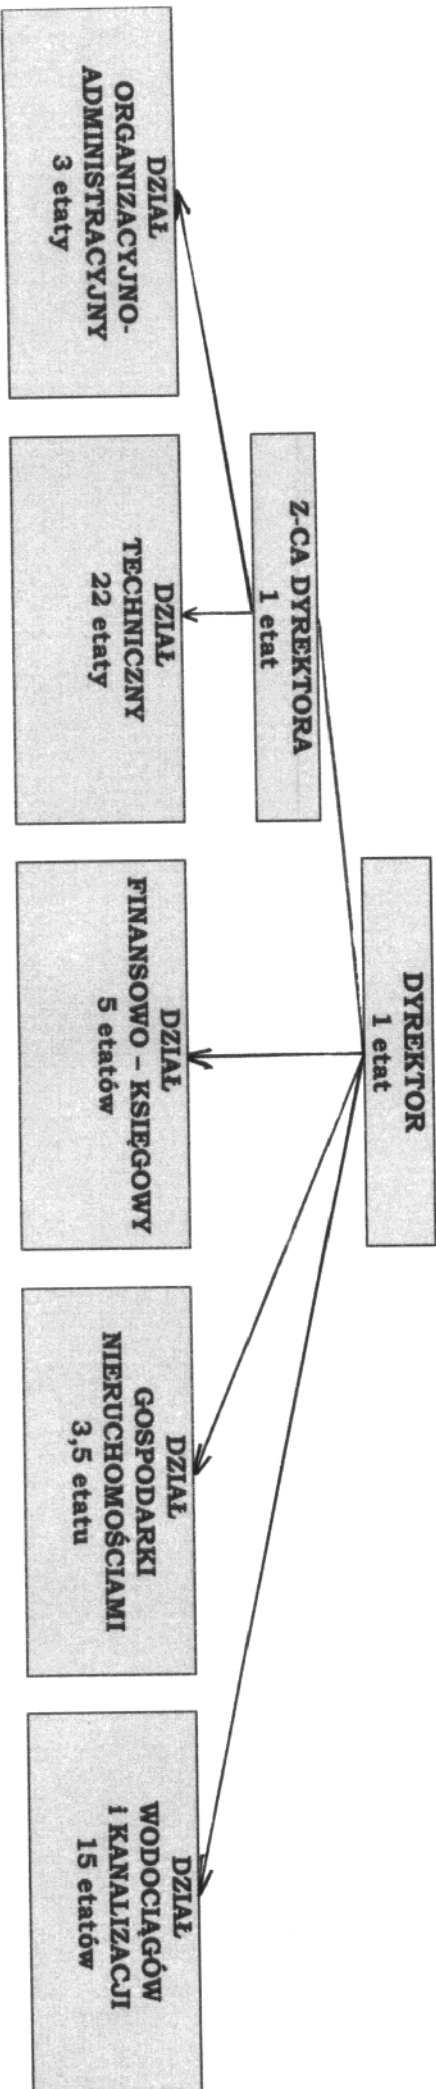 DYREKTOR
1 etat
Z-CA DYREKTORA
1 etat
DZIAŁ
ORGANIZACYJNO-
ADMINISTRACYJNY
3 etaty
DZIAŁ
TECHNICZNY
22 etaty
DZIAŁ
FINANSOWO – KSIĘGOWY
5 etatów
DZIAŁ
GOSPODARKI
NIERUCHOMOŚCIAMI
3,5 etatu
DZIAŁ
WODOCIĄGÓW
i KANALIZACJI
15 etatów